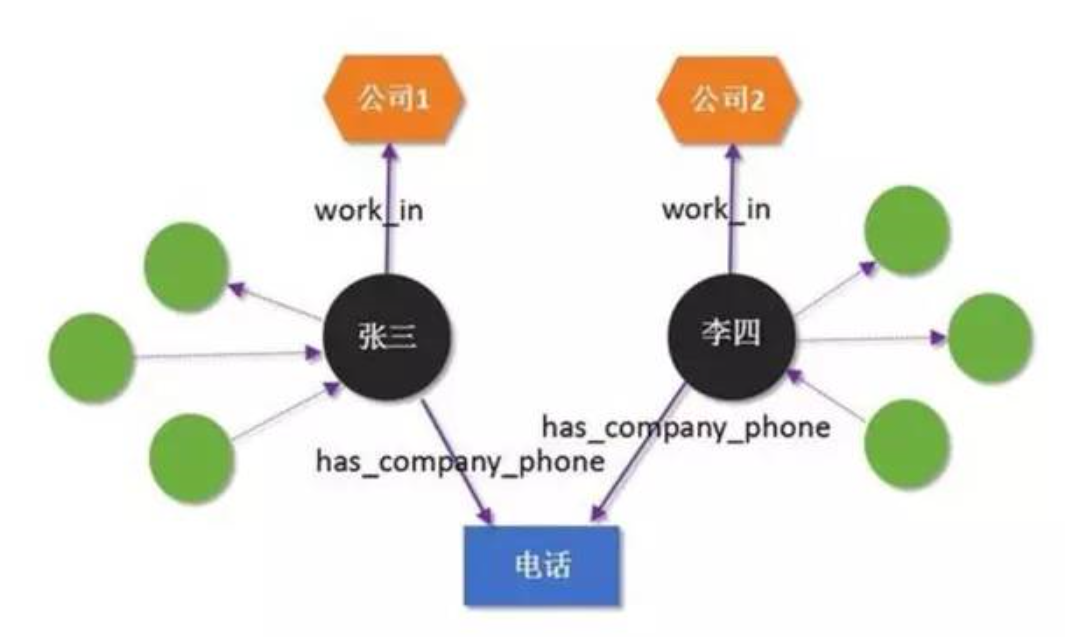 公司1
公司2
work_in
work_in
张三
李四
has_company_phone
has_company_phone
电话